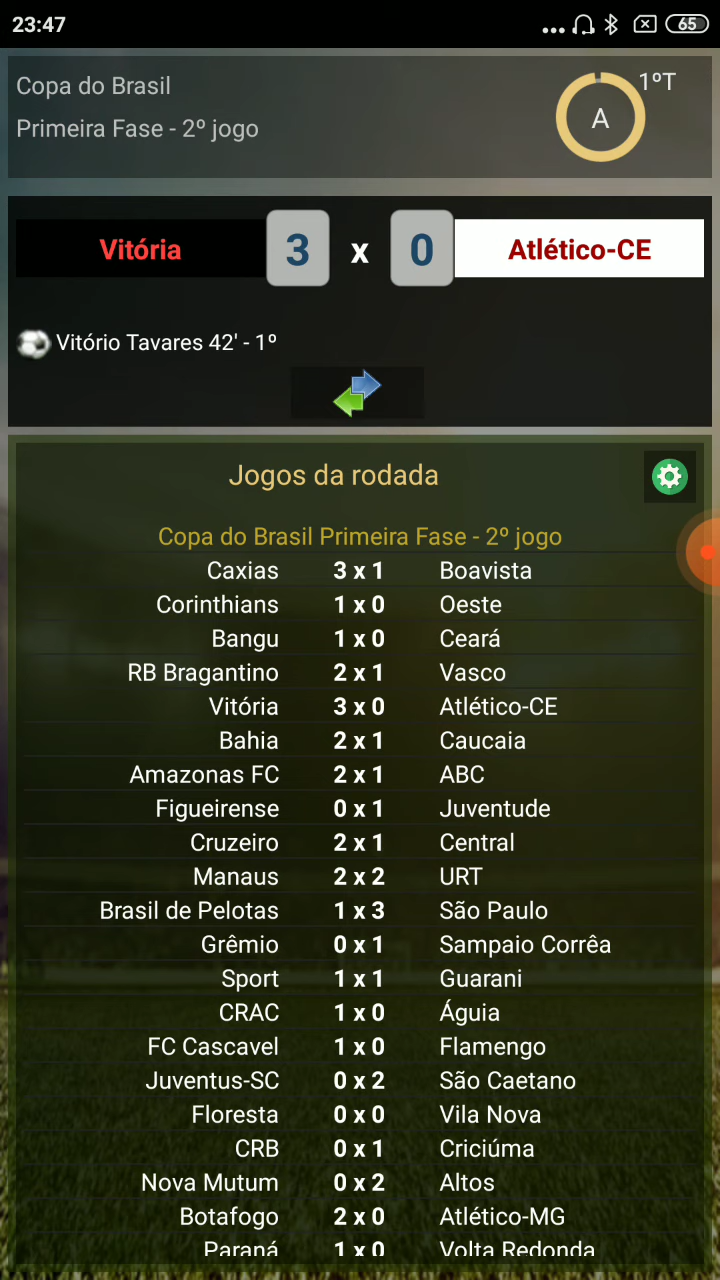 23:47
65
Copa do Brasil
1ºT
A
Primeira Fase - 2º jogo
Vitória 3 x 0 Atlético-CE
Vitório Tavares 42' - 1º
Jogos da rodada
Copa do Brasil Primeira Fase - 2º jogo
Caxias 3 x 1 Boavista
Corinthians 1 x 0 Oeste
Bangu 1 x 0 Ceará
RB Bragantino 2 x 1 Vasco
Vitória 3 x 0 Atlético-CE
Bahia 2 x 1 Caucaia
Amazonas FC 2 x 1 ABC
Figueirense 0 x 1 Juventude
Cruzeiro 2 x 1 Central
Manaus 2 x 2 URT
Brasil de Pelotas 1 x 3 São Paulo
Grêmio 0 x 1 Sampaio Corrêa
Sport 1 x 1 Guarani
CRAC 1 x 0 Águia
FC Cascavel 1 x 0 Flamengo
Juventus-SC 0 x 2 São Caetano
Floresta 0 x 0 Vila Nova
CRB 0 x 1 Criciúma
Nova Mutum 0 x 2 Altos
Botafogo 2 x 0 Atlético-MG
Paraná 1 x 0 Volta Redonda